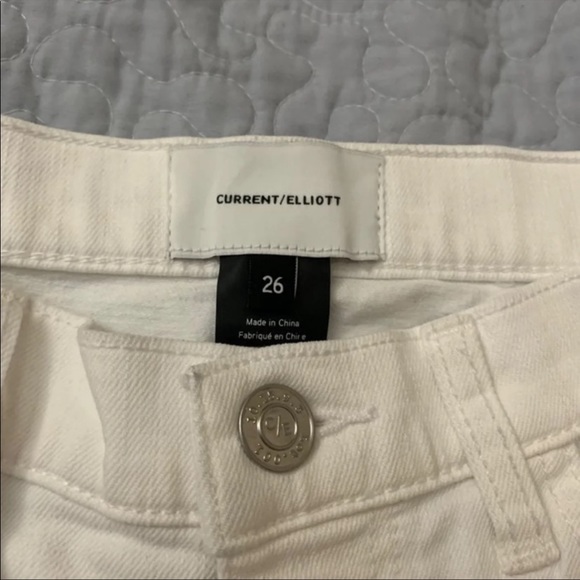 CURRENT/ELLIOTT
26
Made in China
Fabriqué en Chine
C/E